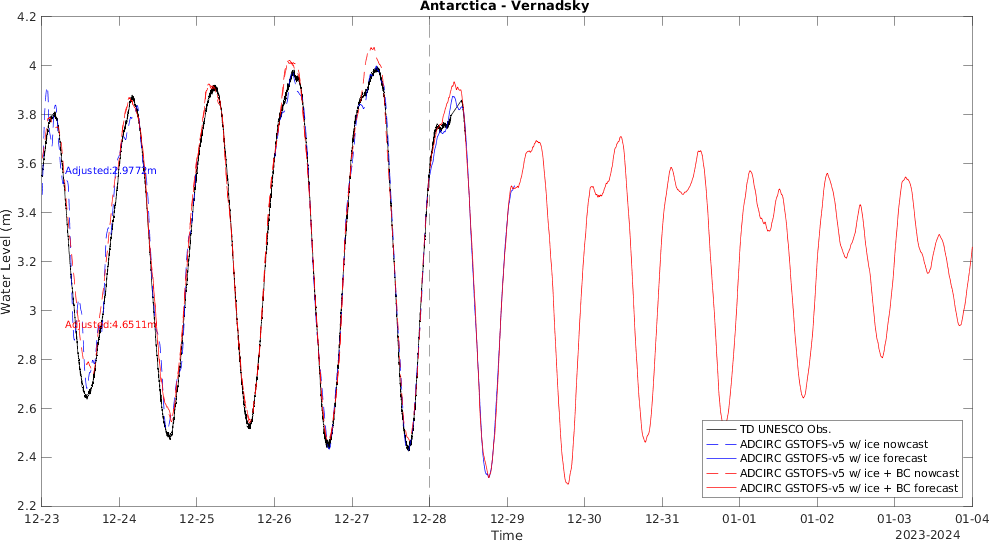 Antarctica - Vernadsky
4.2
4
3.8
3.6
3.4
3.2
3
2.8
2.6
2.4
2.2
Water Level (m)
Adjusted:2.9772m
Adjusted:4.6511m
TD UNESCO Obs.
ADCIRC GSTOFS-v5 w/ ice nowcast
ADCIRC GSTOFS-v5 w/ ice forecast
ADCIRC GSTOFS-v5 w/ ice + BC nowcast
ADCIRC GSTOFS-v5 w/ ice + BC forecast
12-23 12-24 12-25 12-26 12-27 12-28 12-29 12-30 12-31 01-01 01-02 01-03 01-04
Time
2023-2024